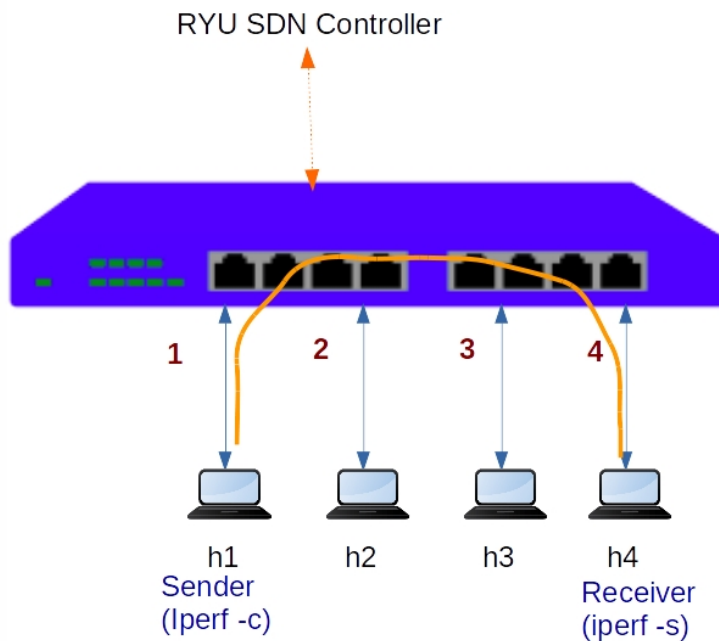 RYU SDN Controller
1
2
3
4
h1
h2
h3
h4
Sender
(Iperf -c)
Receiver
(iperf -s)